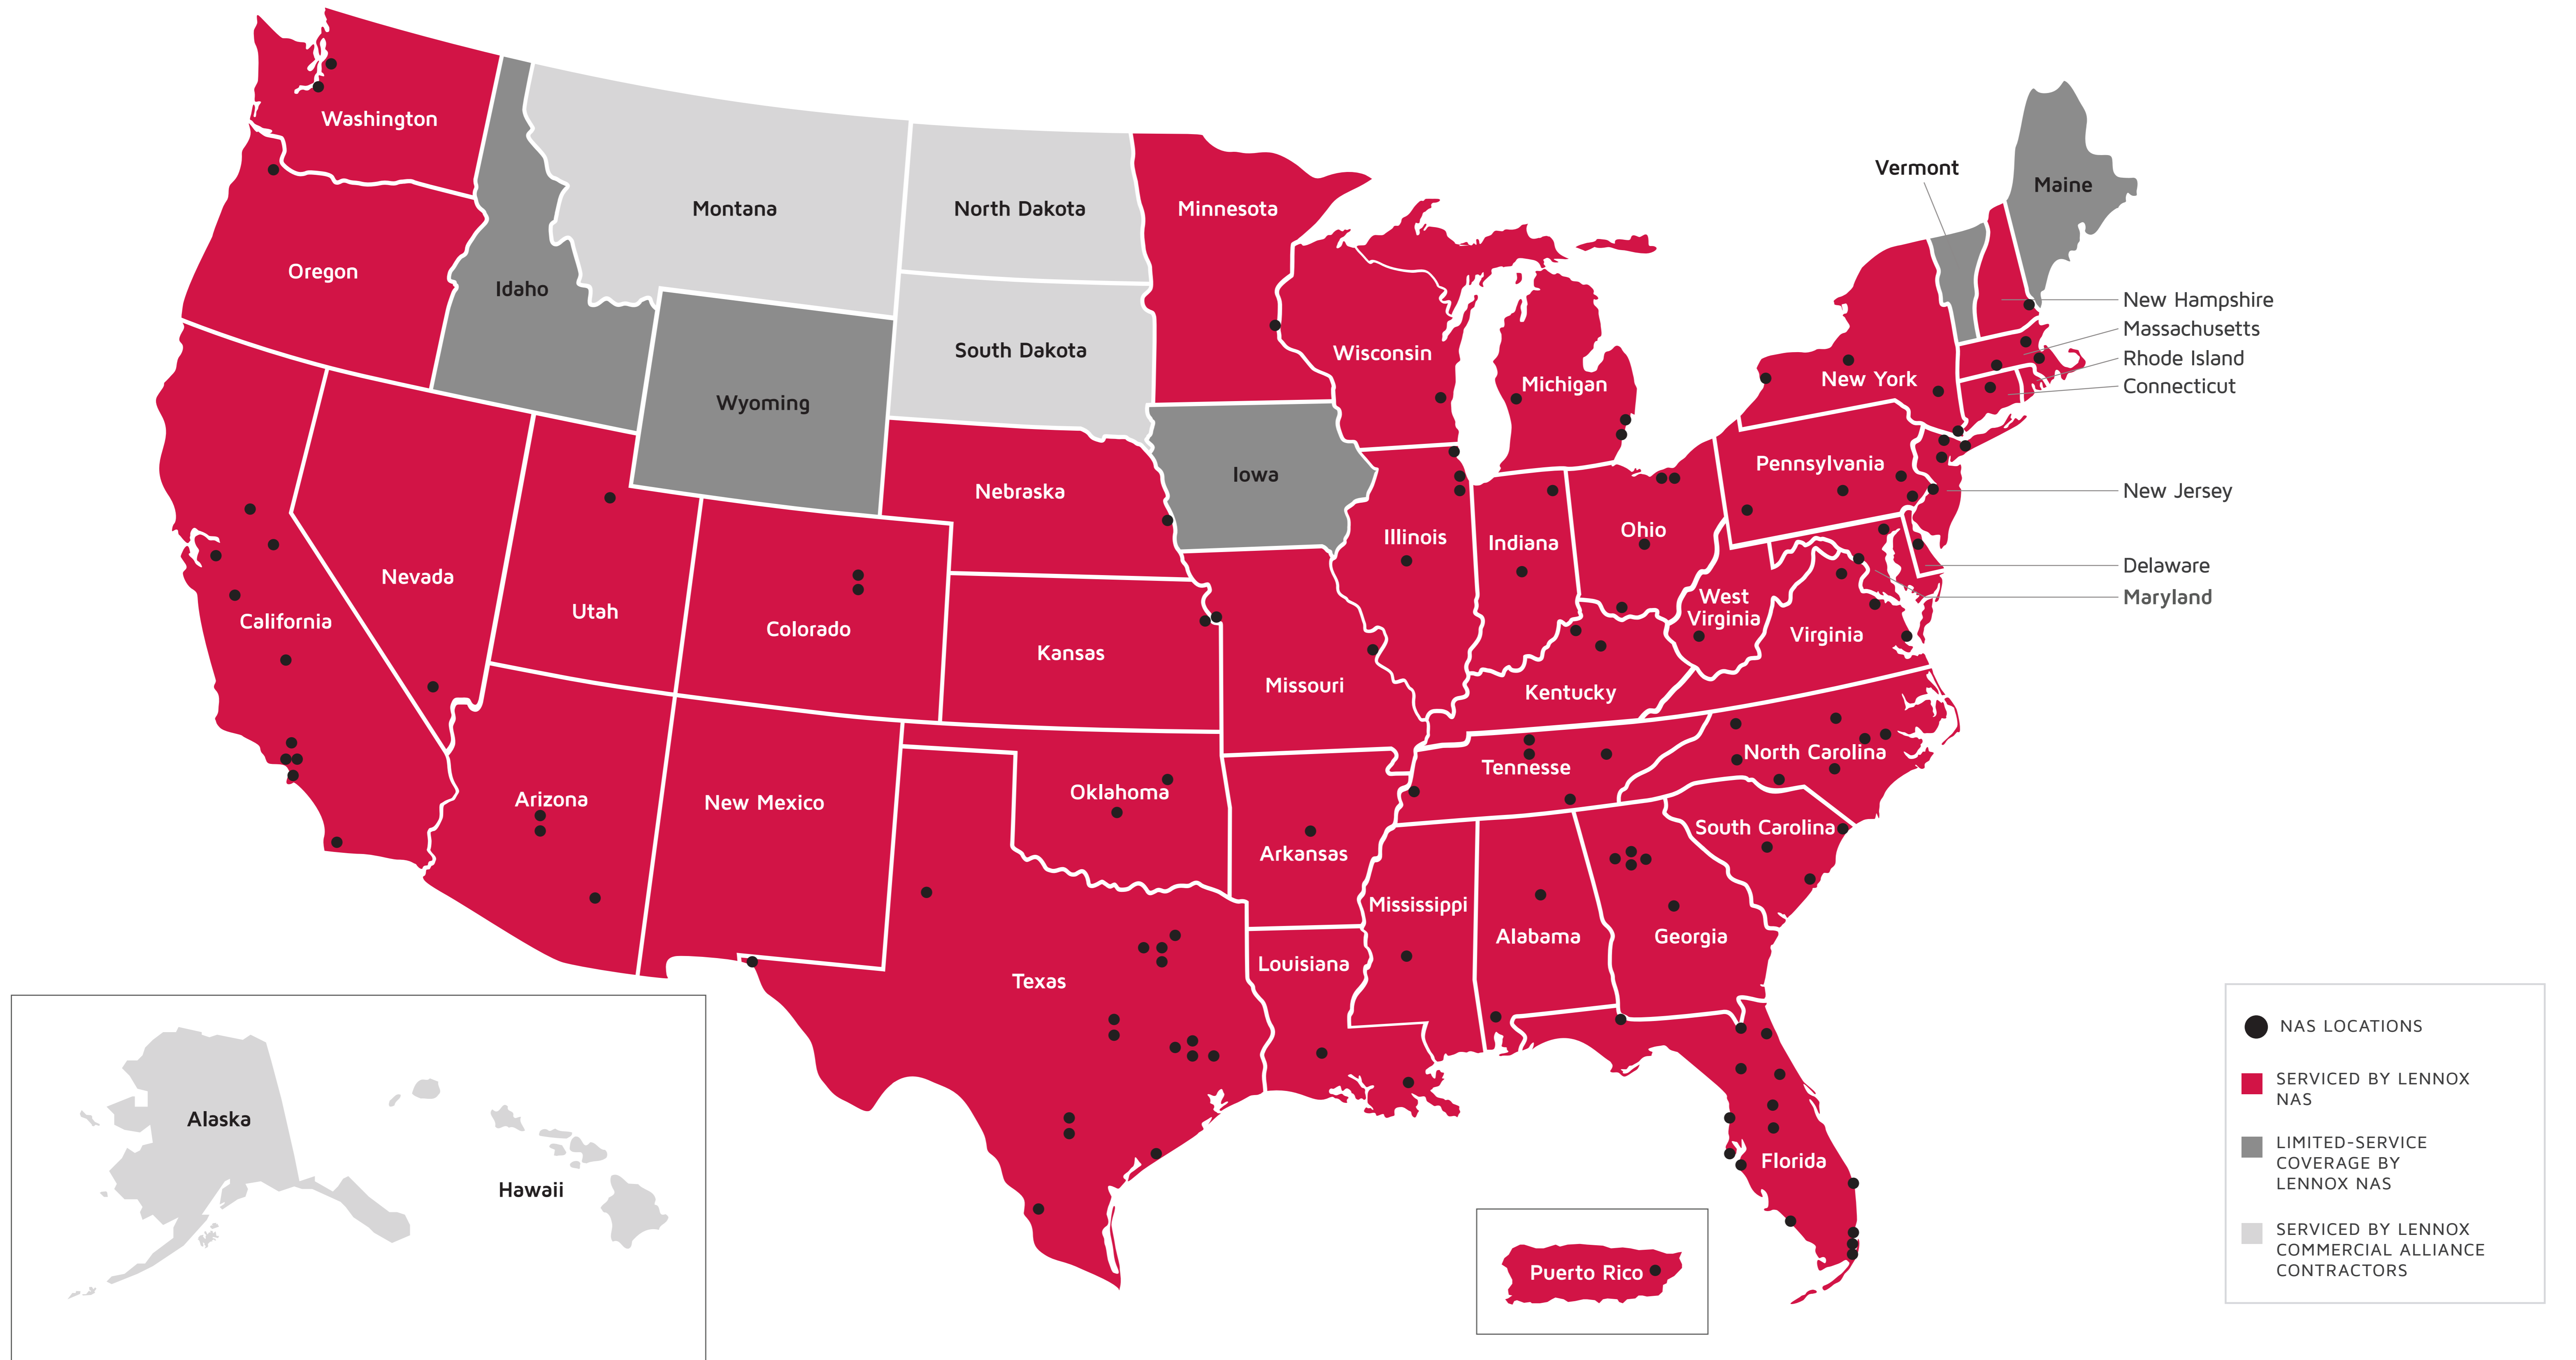 Washington
Oregon
Idaho
Montana
North Dakota
Minnesota
Vermont
Maine
South Dakota
Wyoming
Wisconsin
Michigan
New York
New Hampshire
Massachusetts
Rhode Island
Connecticut
Nebraska
Iowa
Pennsylvania
New Jersey
Nevada
Utah
Colorado
California
Kansas
Missouri
Illinois
Indiana
Ohio
West
Virginia
Virginia
Delaware
Maryland
Kentucky
Arizona
New Mexico
Oklahoma
Arkansas
Tennesse
North Carolina
South Carolina
Texas
Louisiana
Mississippi
Alabama
Georgia
Florida
Alaska
Hawaii
Puerto Rico
NAS LOCATIONS
SERVICED BY LENNOX
NAS
LIMITED-SERVICE
COVERAGE BY
LENNOX NAS
SERVICED BY LENNOX
COMMERCIAL ALLIANCE
CONTRACTORS